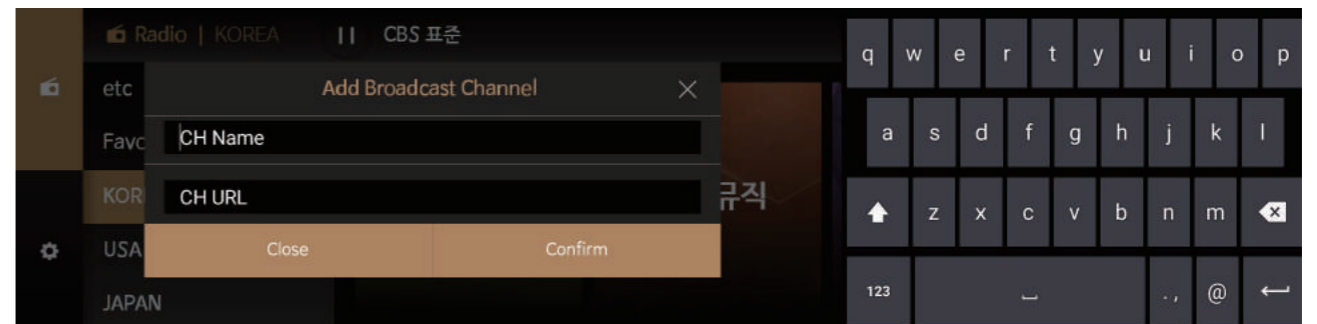 Radio | KOREA
CBS 표준
etc
Add Broadcast Channel
Favo
CH Name
KOR
CH URL
뮤직
USA
Close
Confirm
JAPAN
q w e r t y u i o p
a s d f g h j k l
z x c v b n m
123 ., @